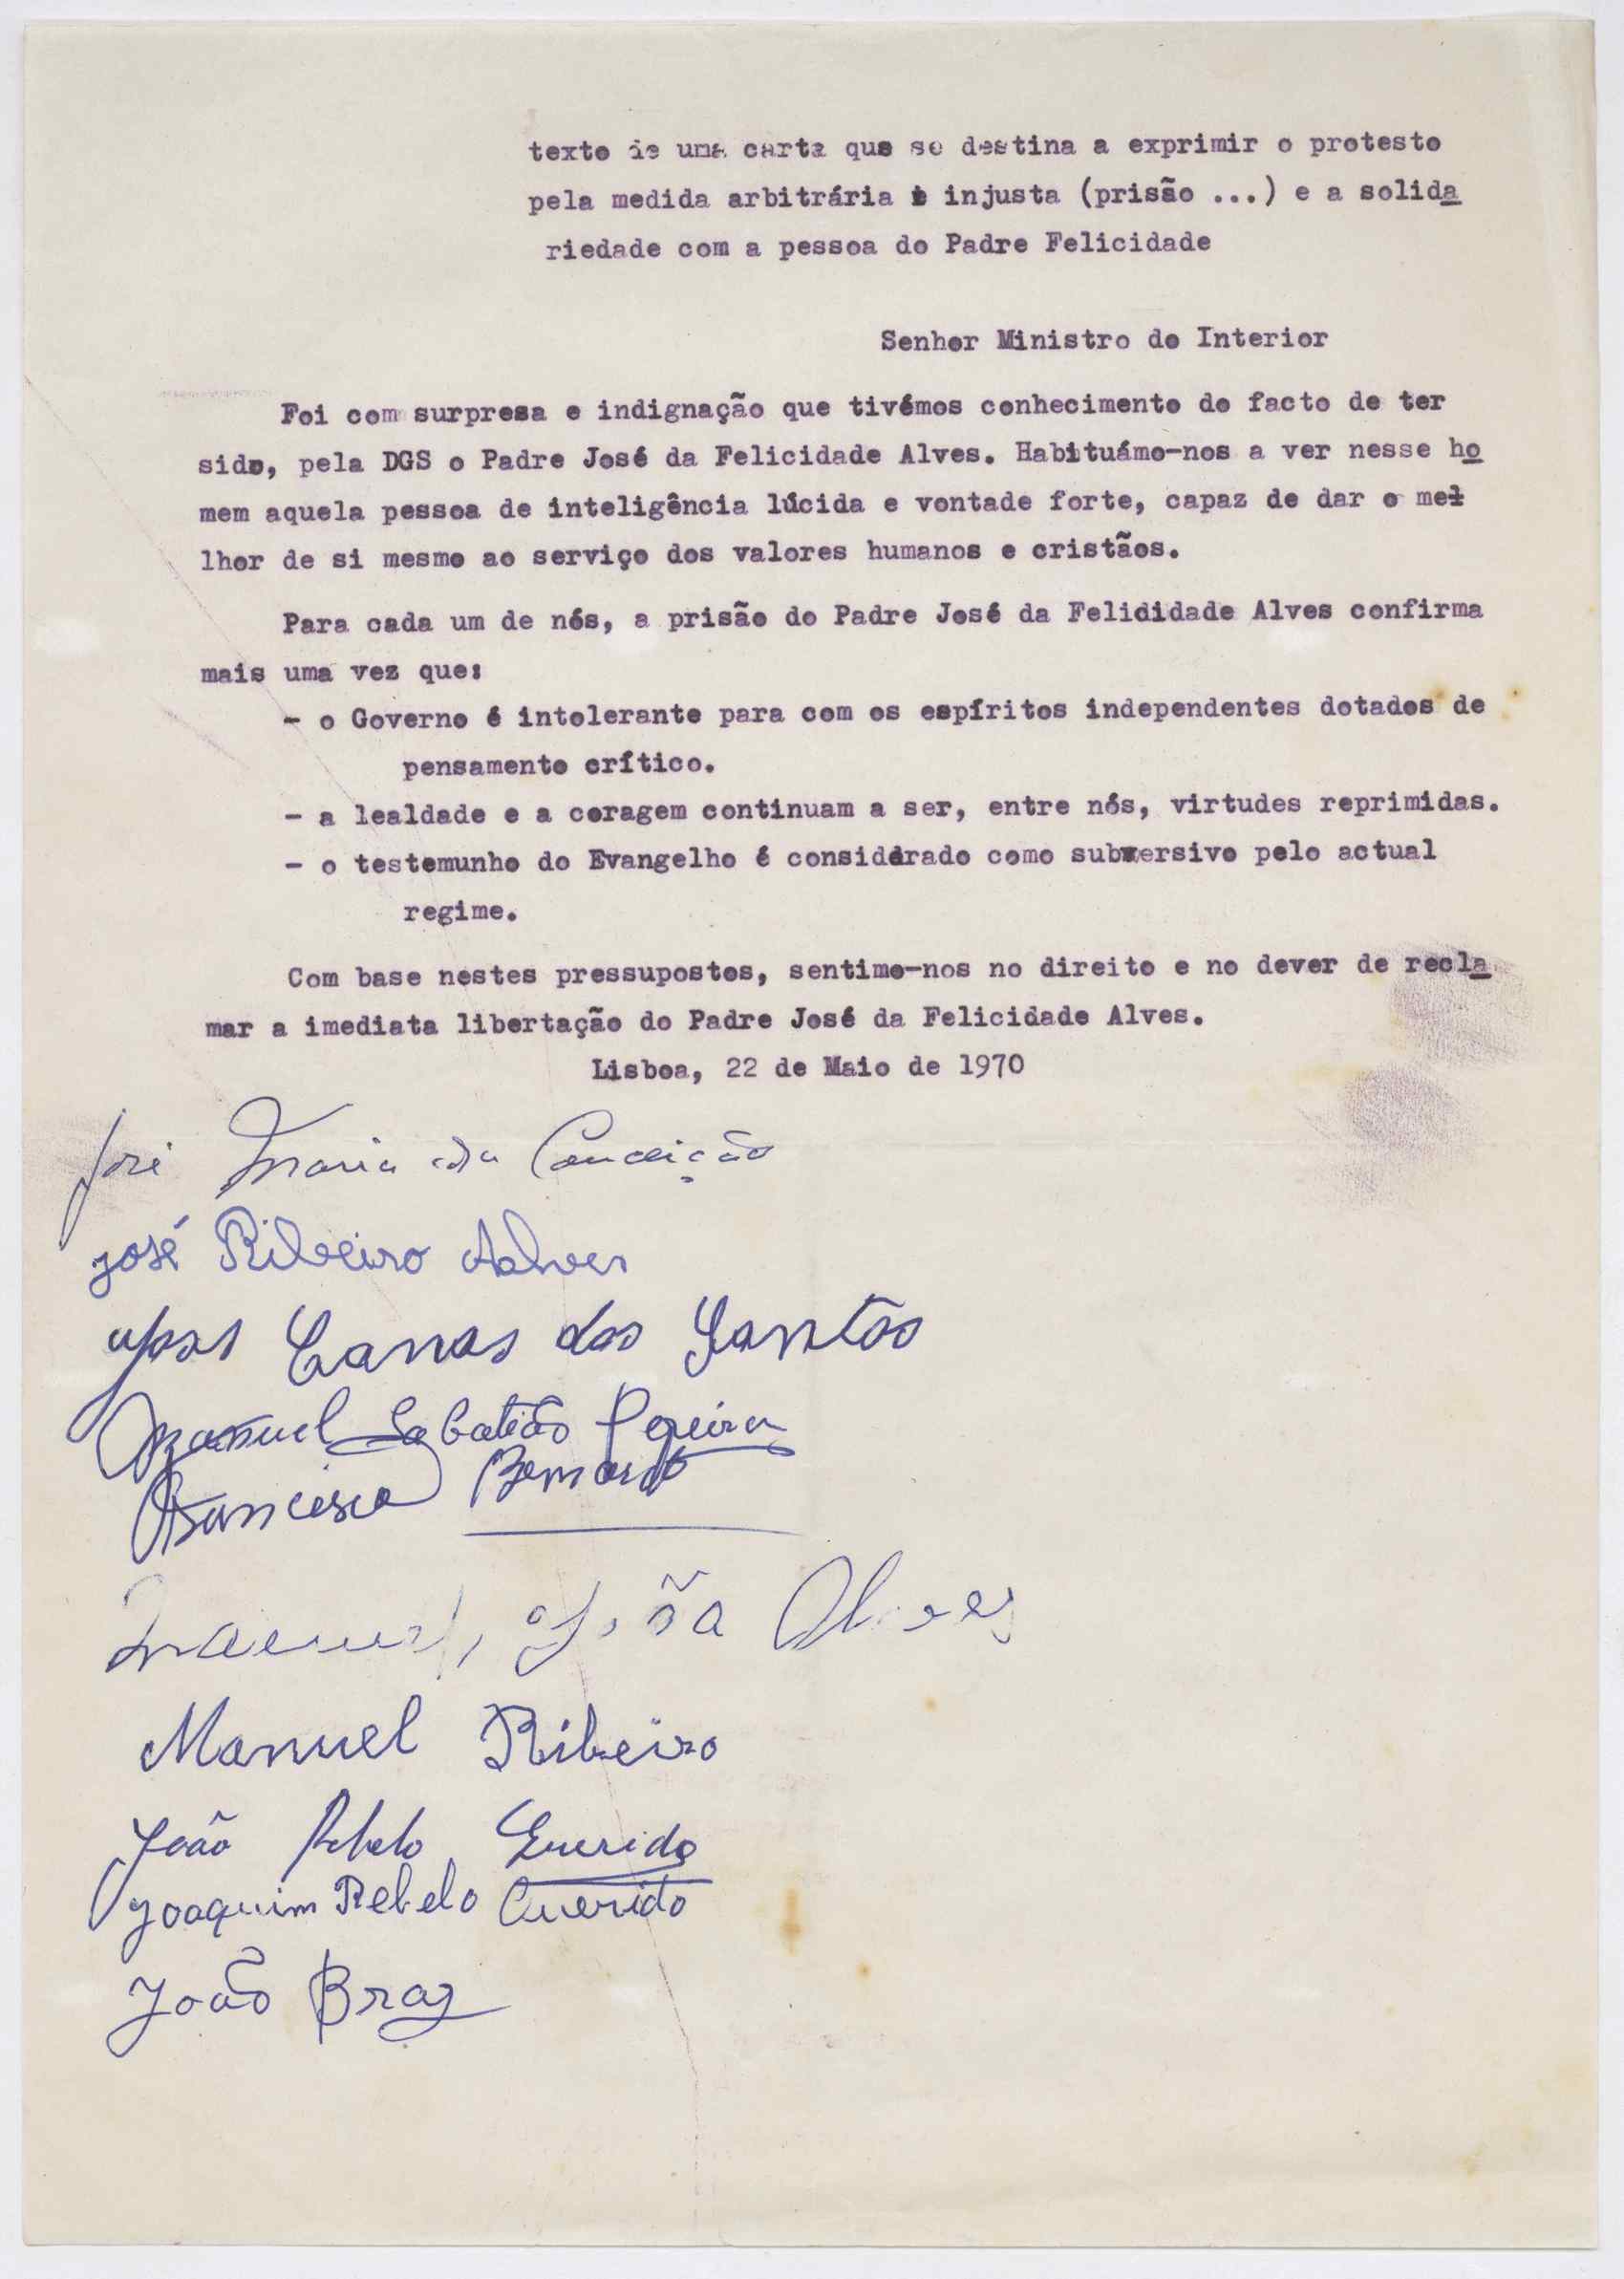 texto de uma carta que se destina a exprimir o protesto
pela medida arbitrária e injusta (prisão ...) e a solida
riedade com a pessoa do Padre Felicidade
Senhor Ministro do Interior
Foi com surpresa e indignação que tivémos conhecimento do facto de ter
sido, pela DGS o Padre José da Felicidade Alves. Habituámo-nos a ver nesse ho
mem aquela pessoa de inteligência lúcida e vontade forte, capaz de dar o mel
lhor de si mesmo ao serviço dos valores humanos e cristãos.
Para cada um de nós, a prisão do Padre José da Felididade Alves confirma
mais uma vez que:
- o Governo é intolerante para com os espíritos independentes dotados de
pensamento crítico.
- a lealdade e a coragem continuam a ser, entre nós, virtudes reprimidas.
- o testemunho do Evangelho é considerado como subversivo pelo actual
regime.
Com base nestes pressupostos, sentimo-nos no direito e no dever de recla
mar a imediata libertação do Padre José da Felicidade Alves.
Lisboa, 22 de Maio de 1970
José Maria da Conceição
José Ribeiro Alves
Canas dos Santos
Manuel Sabatião Pereira
Francisco Bernardo
Manuel Alves
Manuel Ribeiro
João Rebelo Querido
Joaquim Rebelo Querido
João Braz